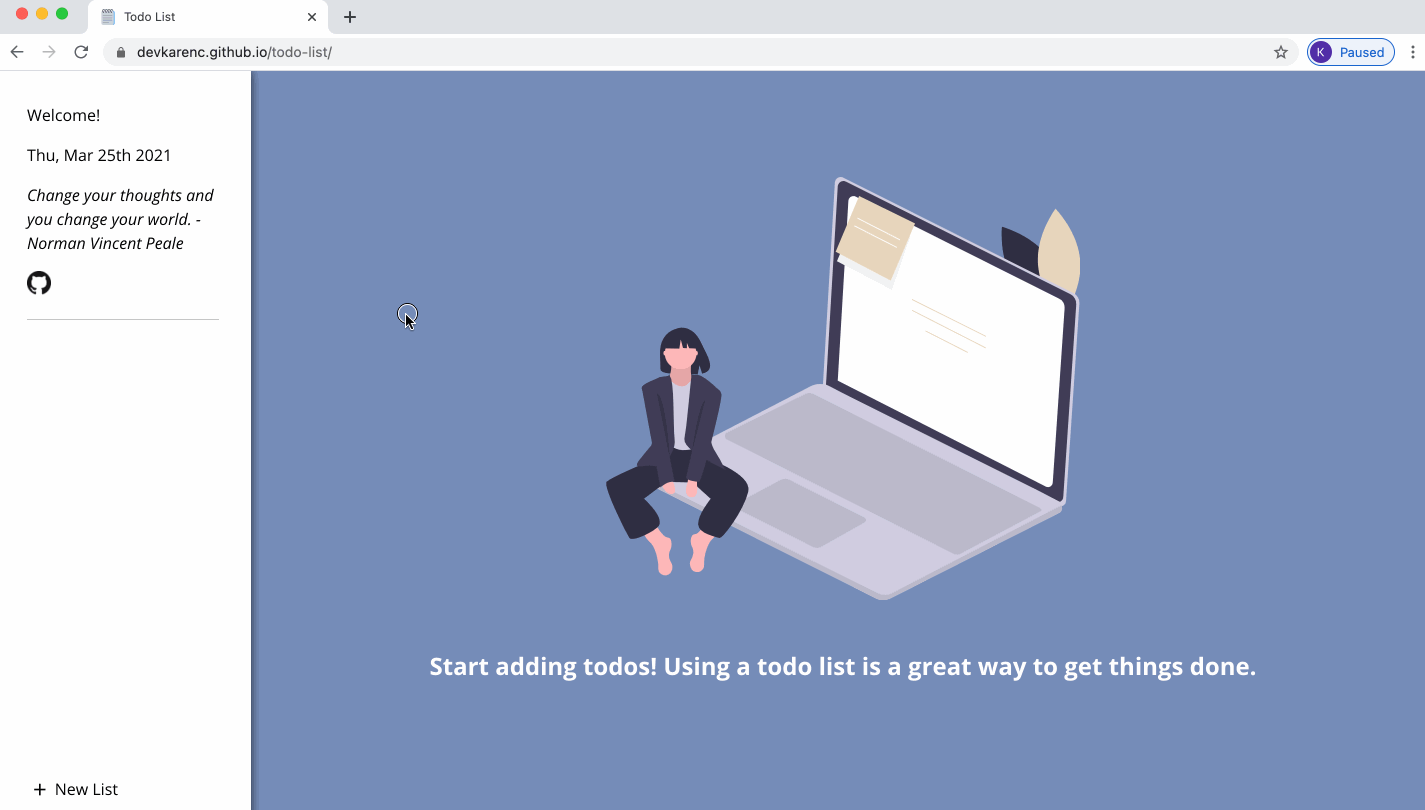 Todo List
devkarenc.github.io/todo-list/
K Paused
Welcome!
Thu, Mar 25th 2021
Change your thoughts and
you change your world. -
Norman Vincent Peale
Start adding todos! Using a todo list is a great way to get things done.
+ New List